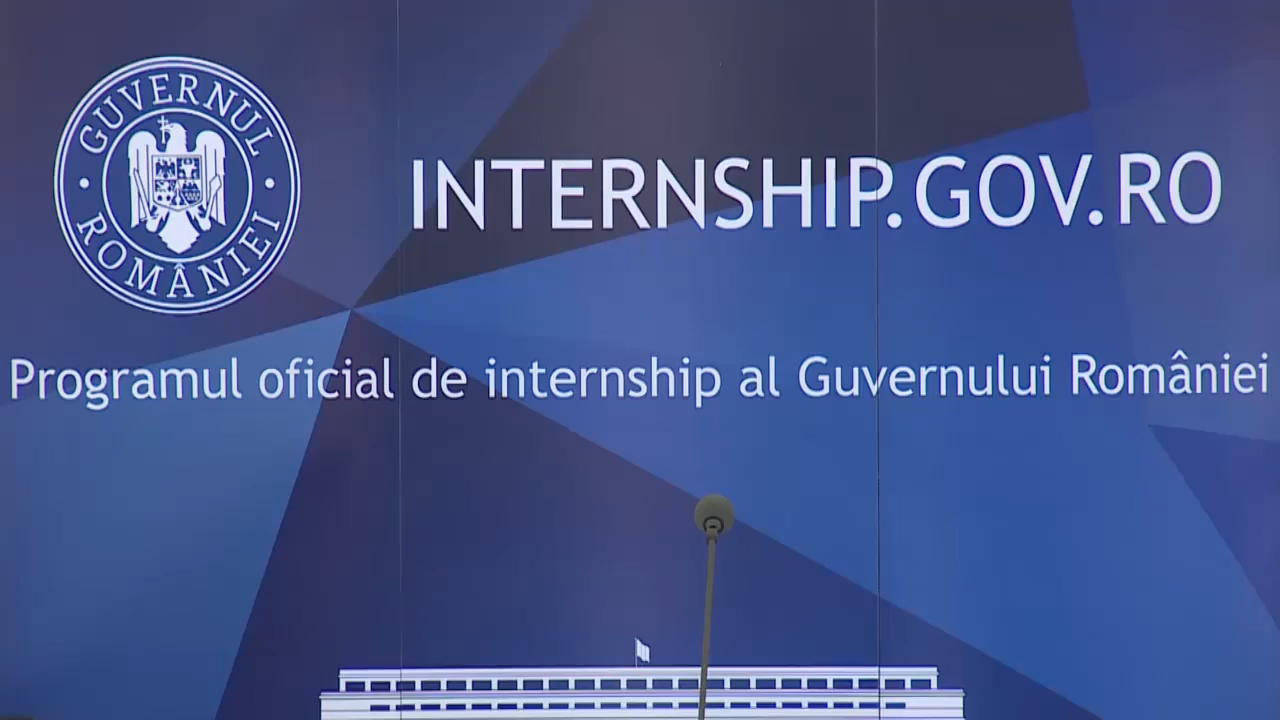 GUVERNUL
ROMÂNIEI
INTERNSHIP.GOV.RO
Programul oficial de internship al Guvernului României